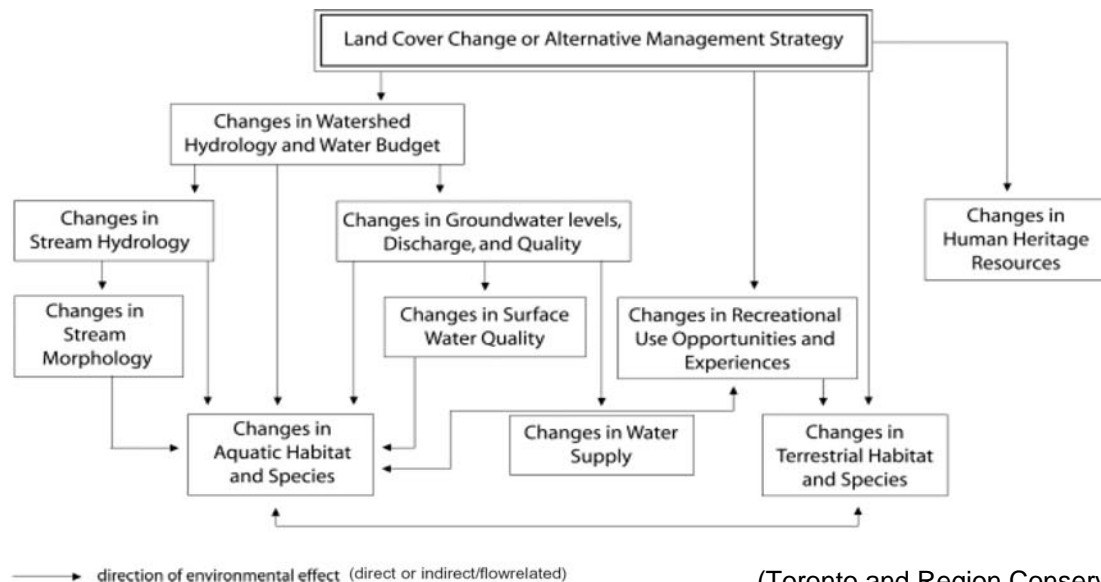 Land Cover Change or Alternative Management Strategy
Changes in Watershed
Hydrology and Water Budget
Changes in
Stream Hydrology
Changes in Groundwater levels,
Discharge, and Quality
Changes in
Human Heritage
Resources
Changes in
Stream
Morphology
Changes in Surface
Water Quality
Changes in Recreational
Use Opportunities and
Experiences
Changes in
Aquatic Habitat
and Species
Changes in Water
Supply
Changes in
Terrestrial Habitat
and Species
direction of environmental effect (direct or indirect/flowrelated)
(Toronto and Region Conserv